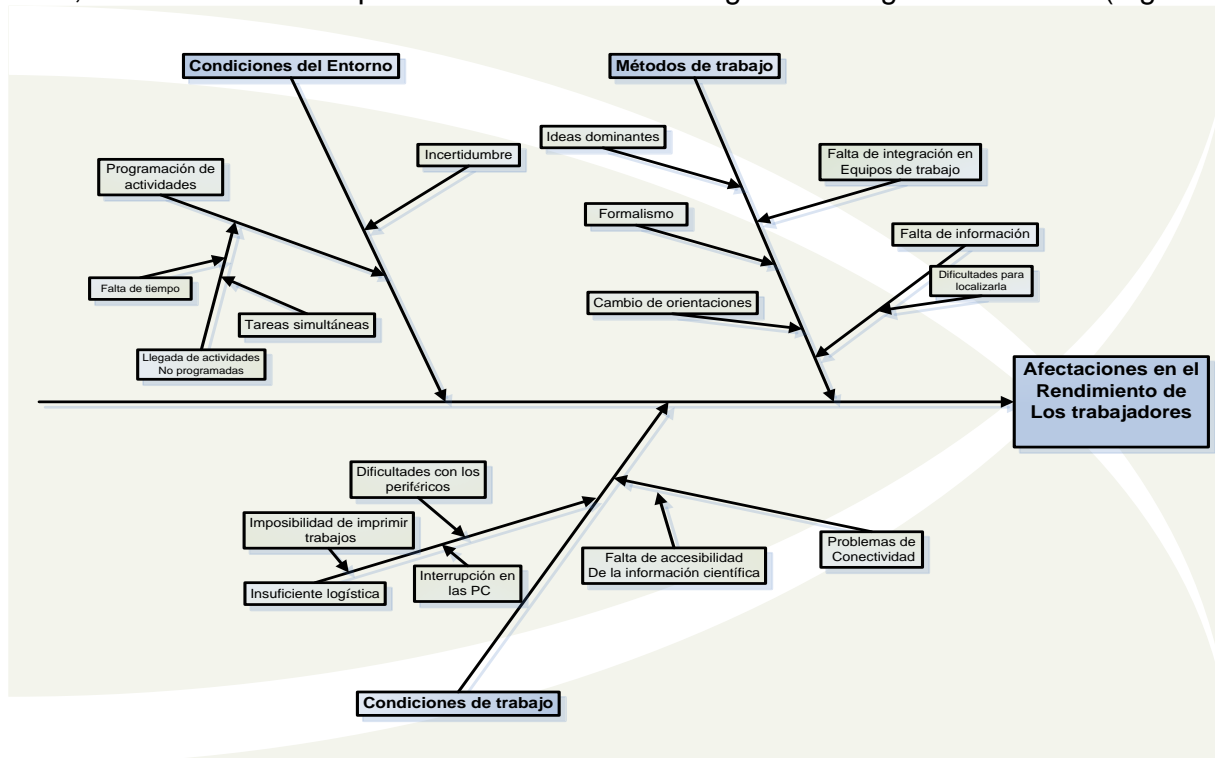 Condiciones del Entorno
Métodos de trabajo
Ideas dominantes
Incertidumbre
Falta de integración en
Equipos de trabajo
Programación de
actividades
Formalismo
Falta de información
Dificultades para
localizarla
Falta de tiempo
Cambio de orientaciones
Tareas simultáneas
Llegada de actividades
No programadas
Afectaciones en el
Rendimiento de
Los trabajadores
Dificultades con los
periféricos
Imposibilidad de imprimir
trabajos
Problemas de
Conectividad
Falta de accesibilidad
De la información científica
Interrupción en
las PC
Insuficiente logística
Condiciones de trabajo